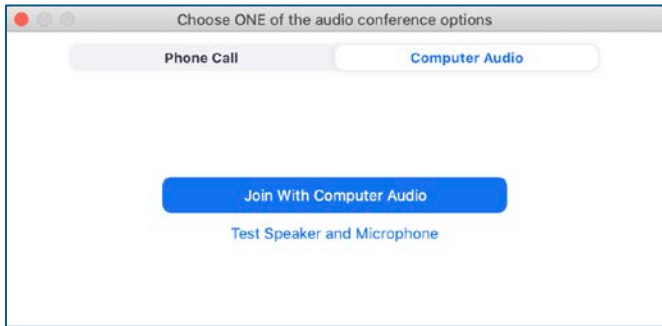 Choose ONE of the audio conference options
Phone Call
Computer Audio
Join With Computer Audio
Test Speaker and Microphone